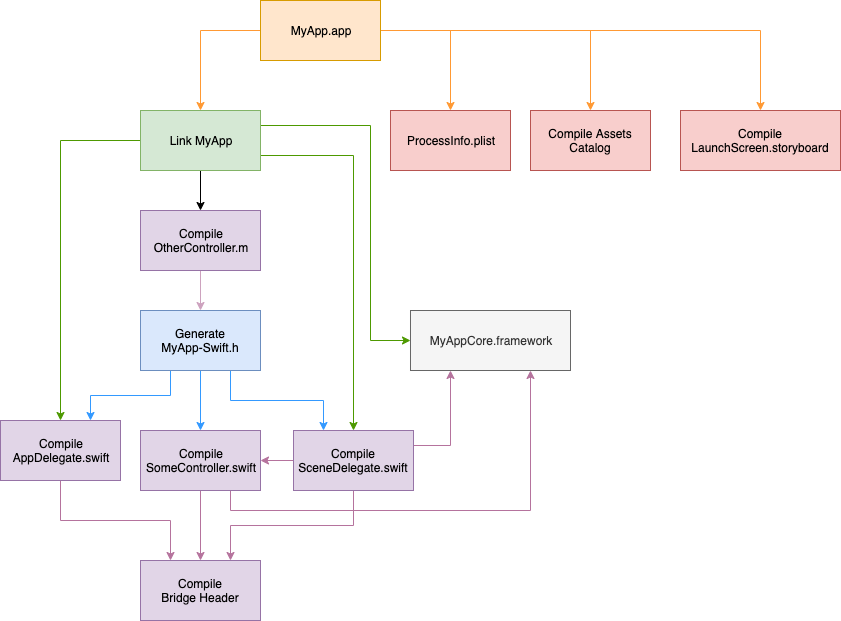 MyApp.app
Link MyApp
ProcessInfo.plist
Compile Assets
Catalog
Compile
LaunchScreen.storyboard
Compile
OtherController.m
Generate
MyApp-Swift.h
MyAppCore.framework
Compile
AppDelegate.swift
Compile
SomeController.swift
Compile
SceneDelegate.swift
Compile
Bridge Header